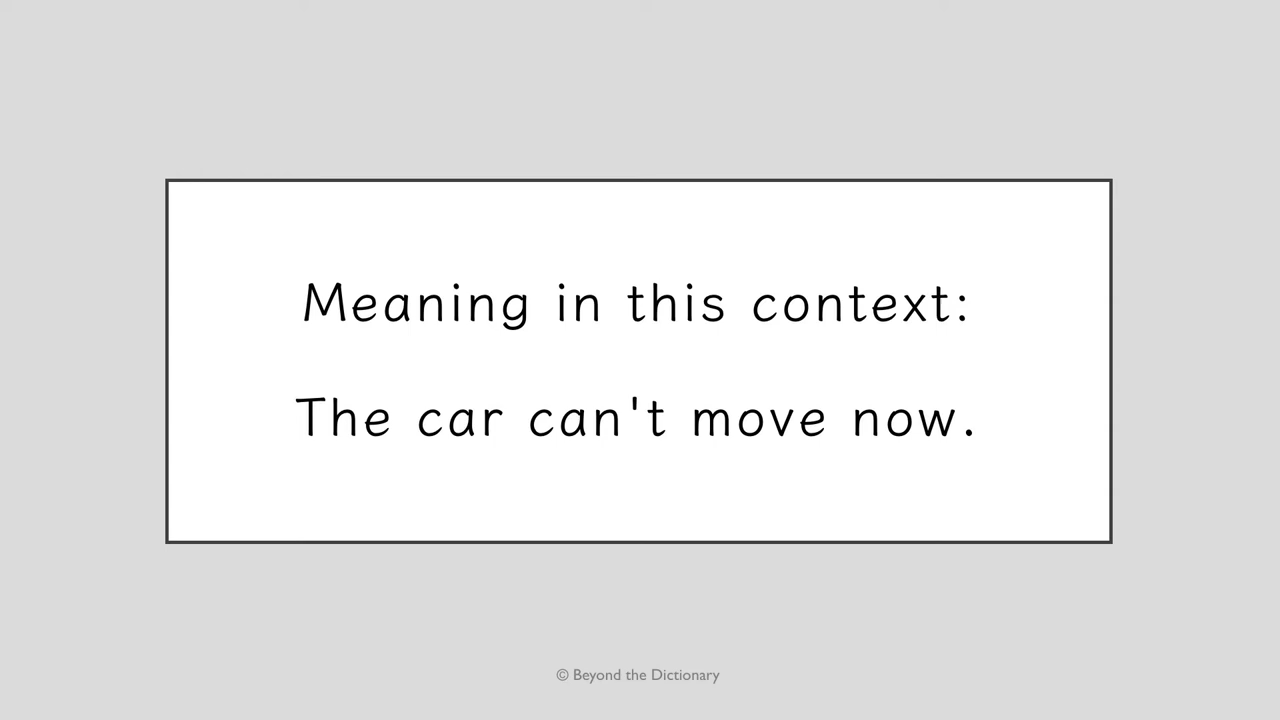 Meaning in this context:
The car can't move now.
© Beyond the Dictionary